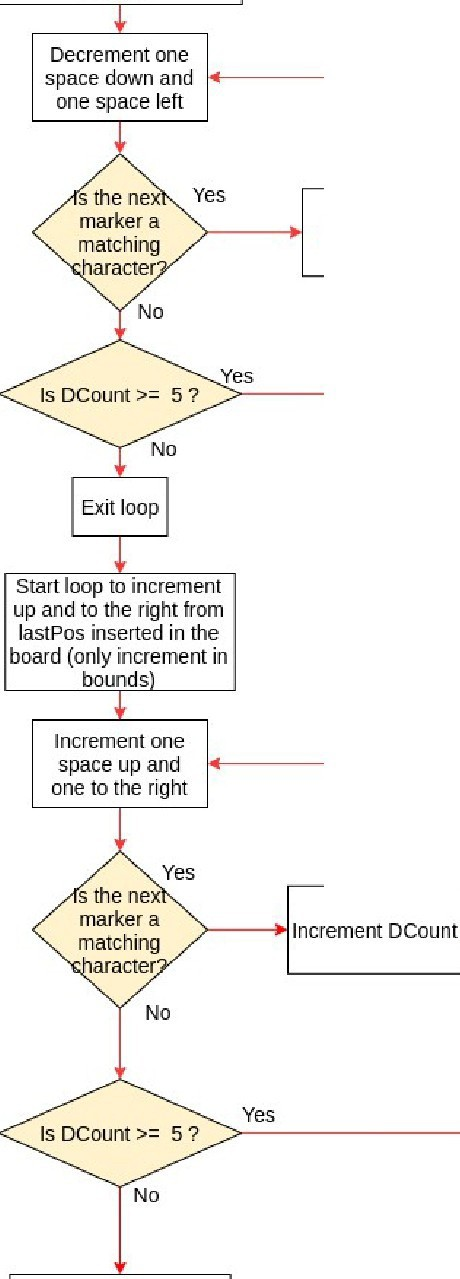 Decrement one
space down and
one space left
Yes
Is the next
marker a
matching
character?
No
Yes
Is DCount >= 5 ?
No
Exit loop
Start loop to increment
up and to the right from
lastPos inserted in the
board (only increment in
bounds)
Increment one
space up and
one to the right
Yes
Is the next
marker a
matching
character?
Increment DCount
No
Yes
Is DCount >= 5 ?
No